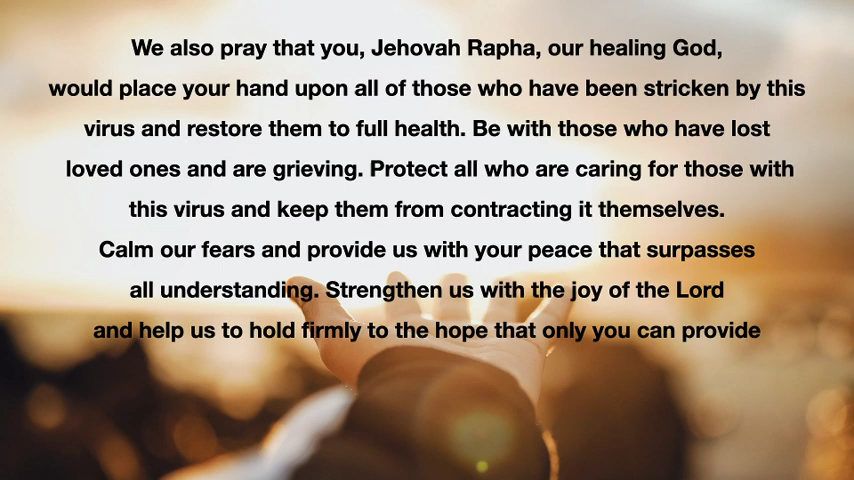 We also pray that you, Jehovah Rapha, our healing God,
would place your hand upon all of those who have been stricken by this
virus and restore them to full health. Be with those who have lost
loved ones and are grieving. Protect all who are caring for those with
this virus and keep them from contracting it themselves.
Calm our fears and provide us with your peace that surpasses
all understanding. Strengthen us with the joy of the Lord
and help us to hold firmly to the hope that only you can provide